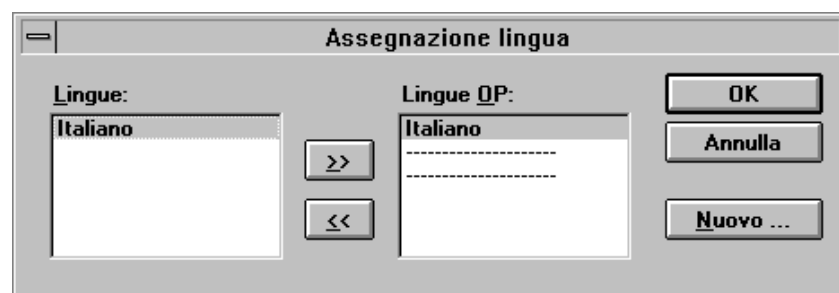 Assegnazione lingua
Lingue:
Italiano
>>
<<
Lingue OP:
Italiano
--------------------
--------------------
OK
Annulla
Nuovo ...